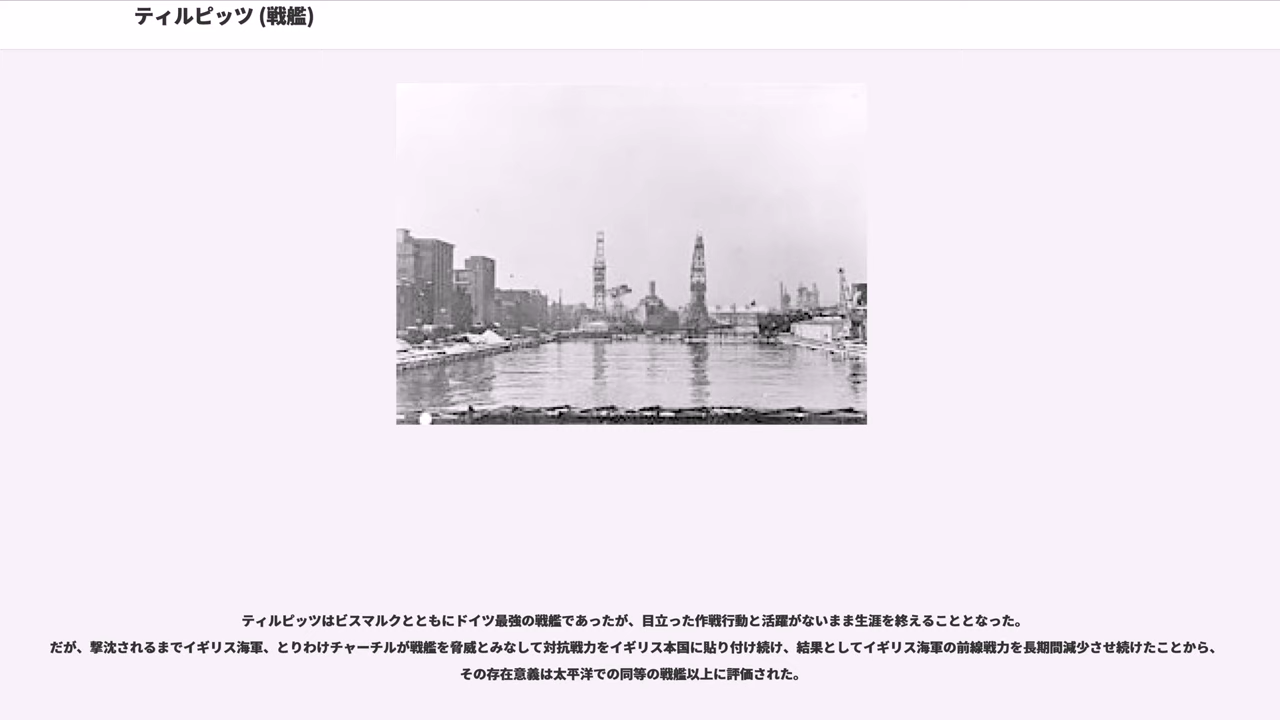 ティルピッツ (戦艦)
ティルピッツはビスマルクとともにドイツ最強の戦艦であったが、目立った作戦行動と活躍がないまま生涯を終えることとなった。
だが、撃沈されるまでイギリス海軍、とりわけチャーチルが戦艦を脅威とみなして対抗戦力をイギリス本国に貼り付け続け、結果としてイギリス海軍の前線戦力を長期間減少させ続けたことから、
その存在意義は太平洋での同等の戦艦以上に評価された。